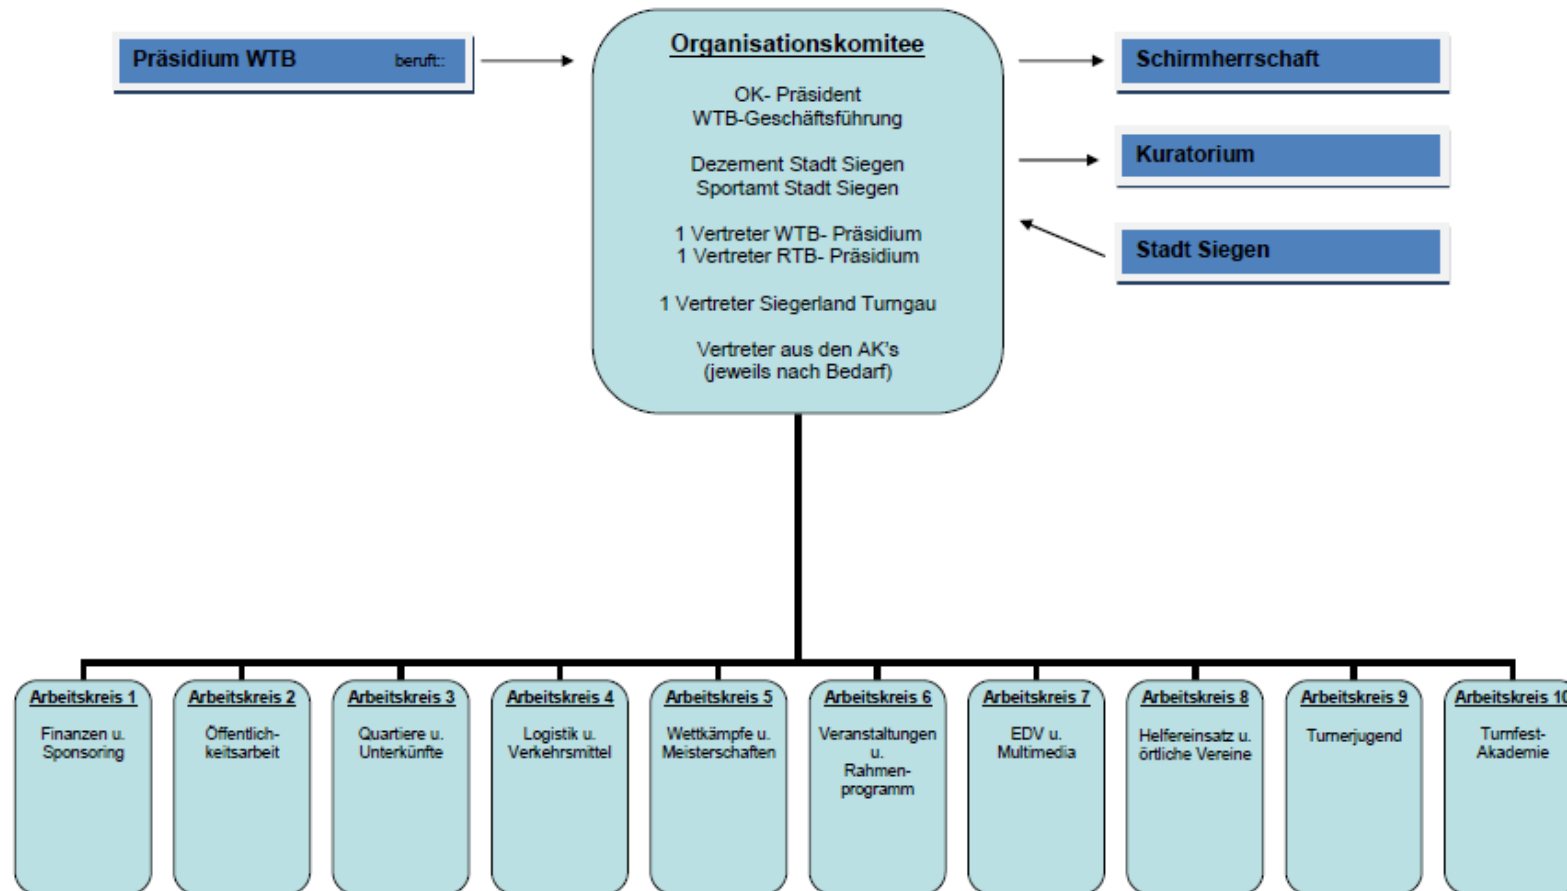 Präsidium WTB beruft::
Organisationskomitee
OK- Präsident
WTB-Geschäftsführung
Dezement Stadt Siegen
Sportamt Stadt Siegen
1 Vertreter WTB- Präsidium
1 Vertreter RTB- Präsidium
1 Vertreter Siegerland Turngau
Vertreter aus den AK's
(jeweils nach Bedarf)
Schirmherrschaft
Kuratorium
Stadt Siegen
Arbeitskreis 1
Finanzen u.
Sponsoring
Arbeitskreis 2
Öffentlich-
keitsarbeit
Arbeitskreis 3
Quartiere u.
Unterkünfte
Arbeitskreis 4
Logistik u.
Verkehrsmittel
Arbeitskreis 5
Wettkämpfe u.
Meisterschaften
Arbeitskreis 6
Veranstaltungen
u.
Rahmen-
programm
Arbeitskreis 7
EDV u.
Multimedia
Arbeitskreis 8
Helfereinsatz u.
örtliche Vereine
Arbeitskreis 9
Turnerjugend
Arbeitskreis 10
Turnfest-
Akademie